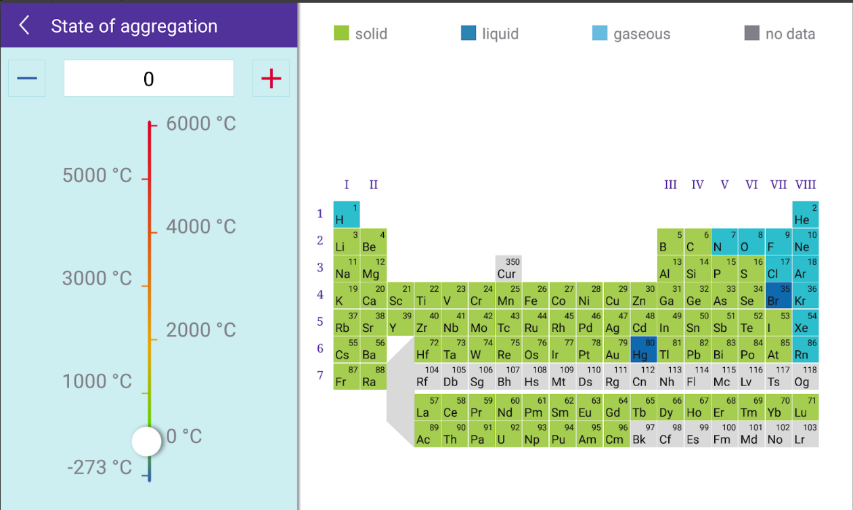 State of aggregation
0
6000 °C
5000 °C
4000 °C
3000 °C
2000 °C
1000 °C
0 °C
-273 °C
solid liquid gaseous no data
I II III IV V VI VII VIII
1 1 H 2 He
2 3 Li 4 Be 5 B 6 C 7 N 8 O 9 F 10 Ne
3 11 Na 12 Mg 350 Cur 13 Al 14 Si 15 P 16 S 17 Cl 18 Ar
4 19 K 20 Ca 21 Sc 22 Ti 23 V 24 Cr 25 Mn 26 Fe 27 Co 28 Ni 29 Cu 30 Zn 31 Ga 32 Ge 33 As 34 Se 35 Br 36 Kr
5 37 Rb 38 Sr 39 Y 40 Zr 41 Nb 42 Mo 43 Tc 44 Ru 45 Rh 46 Pd 47 Ag 48 Cd 49 In 50 Sn 51 Sb 52 Te 53 I 54 Xe
6 55 Cs 56 Ba 72 Hf 73 Ta 74 W 75 Re 76 Os 77 Ir 78 Pt 79 Au 80 Hg 81 Tl 82 Pb 83 Bi 84 Po 85 At 86 Rn
7 87 Fr 88 Ra 104 Rf 105 Db 106 Sg 107 Bh 108 Hs 109 Mt 110 Ds 111 Rg 112 Cn 113 Nh 114 Fl 115 Mc 116 Lv 117 Ts 118 Og
57 La 58 Ce 59 Pr 60 Nd 61 Pm 62 Sm 63 Eu 64 Gd 65 Tb 66 Dy 67 Ho 68 Er 69 Tm 70 Yb 71 Lu
89 Ac 90 Th 91 Pa 92 U 93 Np 94 Pu 95 Am 96 Cm 97 Bk 98 Cf 99 Es 100 Fm 101 Md 102 No 103 Lr